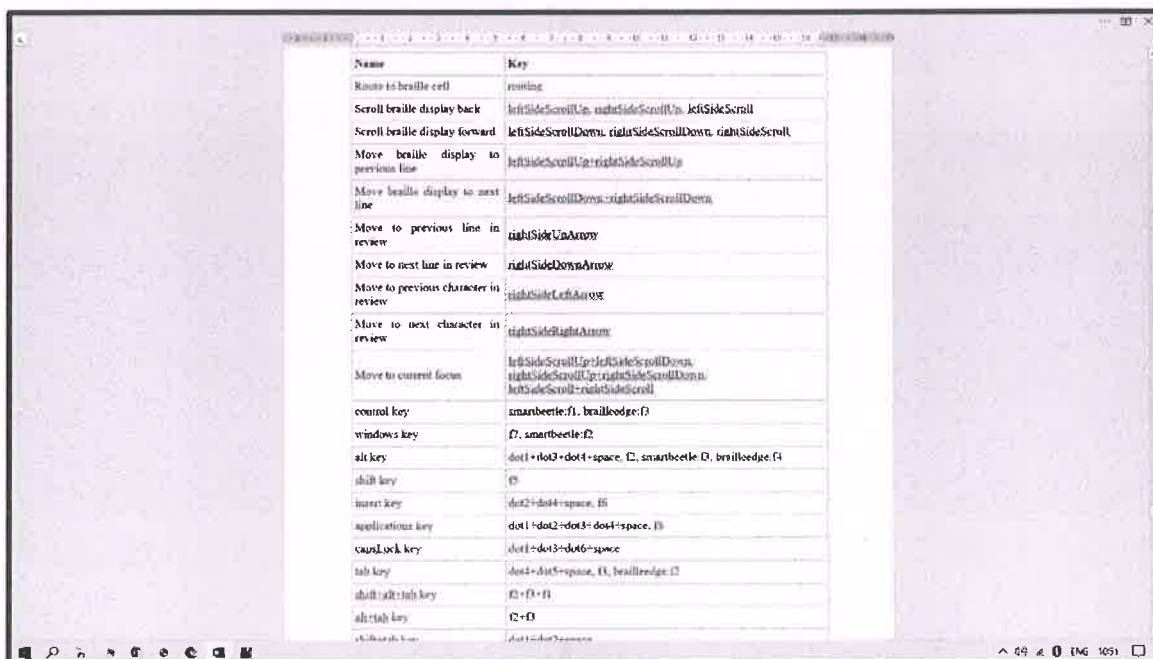 Name Key
Route to braille cell routing
Scroll braille display back leftSideScrollUp, rightSideScrollUp, leftSideScroll
Scroll braille display forward leftSideScrollDown, rightSideScrollDown, rightSideScroll
Move braille display to
previous line leftSideScrollUp+rightSideScrollUp
Move braille display to next
line leftSideScrollDown+rightSideScrollDown
Move to previous line in
review rightSideUpArrow
Move to next line in review rightSideDownArrow
Move to previous character in
review rightSideLeftArrow
Move to next character in
review rightSideRightArrow
Move to current focus
leftSideScrollUp+leftSideScrollDown,
rightSideScrollUp+rightSideScrollDown,
leftSideScroll+rightSideScroll
control key smartbeetle:f1, brailleedge:f3
windows key f7, smartbeetle:f2
alt key dot1+dot3+dot4+space, f2, smartbeetle:f3, brailleedge:f4
shift key f5
insert key dot2+dot4+space, f6
applications key dot1+dot2+dot3+dot4+space, f8
capsLock key dot1+dot3+dot6+space
tab key dot4+dot5+space, f3, brailleedge:f2
shift+alt+tab key f2+f3+f1
alt+tab key f2+f3
shift+tab key dot1+dot2+space
ENG